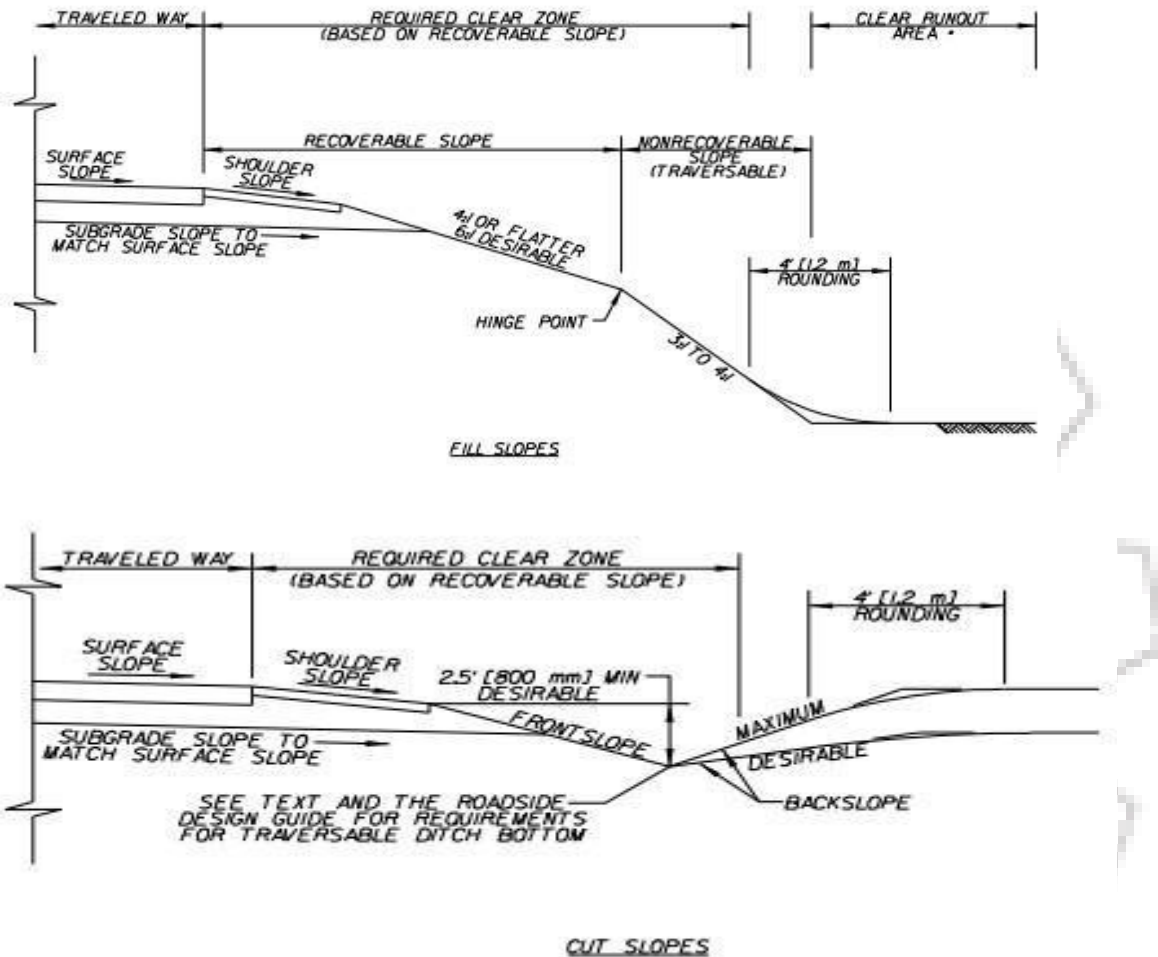 TRAVELED WAY
REQUIRED CLEAR ZONE
(BASED ON RECOVERABLE SLOPE)
CLEAR RUNOUT
AREA *
RECOVERABLE SLOPE
NONRECOVERABLE
SLOPE
(TRAVERSABLE)
SURFACE
SLOPE
SHOULDER
SLOPE
SUBGRADE SLOPE TO
MATCH SURFACE SLOPE
4:1 OR FLATTER
6:1 DESIRABLE
4' [1.2 m]
ROUNDING
HINGE POINT
3:1 TO 4:1
FILL SLOPES
TRAVELED WAY
REQUIRED CLEAR ZONE
(BASED ON RECOVERABLE SLOPE)
4' [1.2 m]
ROUNDING
SURFACE
SLOPE
SHOULDER
SLOPE
2.5' [800 mm] MIN
DESIRABLE
FRONTSLOPE
MAXIMUM
DESIRABLE
SUBGRADE SLOPE TO
MATCH SURFACE SLOPE
BACKSLOPE
SEE TEXT AND THE ROADSIDE
DESIGN GUIDE FOR REQUIREMENTS
FOR TRAVERSABLE DITCH BOTTOM
CUT SLOPES